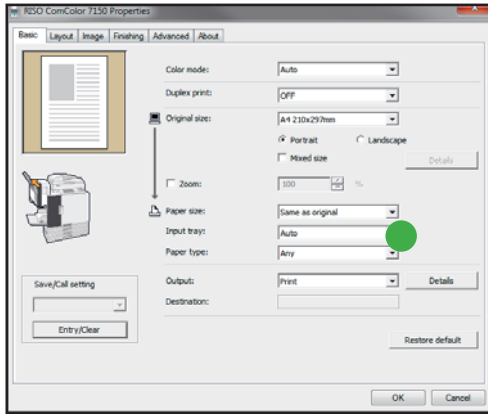 RISO ComColor 7150 Properties
Basic Layout Image Finishing Advanced About
Color mode: Auto
Duplex print: OFF
Original size: A4 210x297mm
Portrait Landscape
Mixed size Details
Zoom: 100 %
Paper size: Same as original
Input tray: Auto
Paper type: Any
Save/Call setting
Output: Print Details
Destination:
Entry/Clear
Restore default
OK Cancel